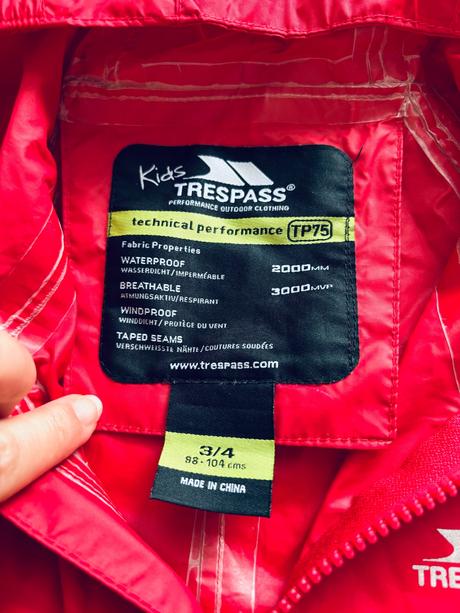 Kids
TRESPASS®
PERFORMANCE OUTDOOR CLOTHING
technical performance TP75
Fabric Properties
WATERPROOF 2000MM
WASSERDICHT/IMPERMÉABLE
BREATHABLE 3000MVP
ATMUNGSAKTIV/RESPIRANT
WINDPROOF
WINDDICHT/PROTÈGE DU VENT
TAPED SEAMS
VERSCHWEISSTE NÄHTE/COUTURES SOUDÉES
www.trespass.com
3/4
98 - 104 cms
MADE IN CHINA
TRE